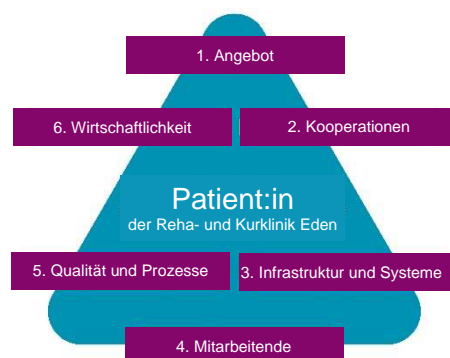 1. Angebot
6. Wirtschaftlichkeit
2. Kooperationen
Patient:in
der Reha- und Kurklinik Eden
5. Qualität und Prozesse
3. Infrastruktur und Systeme
4. Mitarbeitende